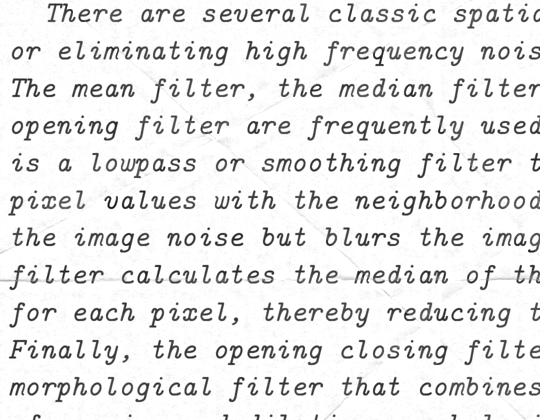 There are several classic spatia
or eliminating high frequency nois
The mean filter, the median filter
opening filter are frequently used
is a lowpass or smoothing filter t
pixel values with the neighborhood
the image noise but blurs the imag
filter calculates the median of th
for each pixel, thereby reducing t
Finally, the opening closing filte
morphological filter that combines